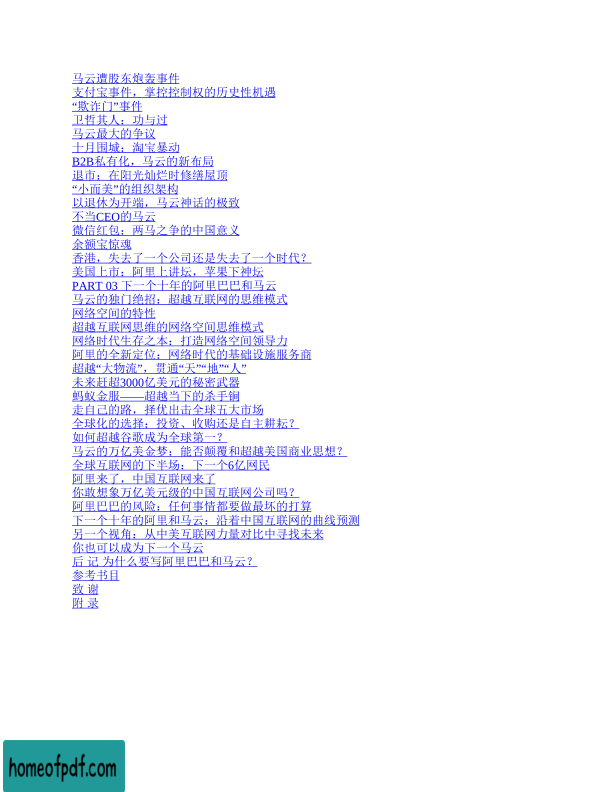 马云遭股东炮轰事件
支付宝事件，掌控控制权的历史性机遇
“欺诈门”事件
卫哲其人：功与过
马云最大的争议
十月围城：淘宝暴动
B2B私有化，马云的新布局
退市：在阳光灿烂时修缮屋顶
“小而美”的组织架构
以退休为开端，马云神话的极致
不当CEO的马云
微信红包：两马之争的中国意义
余额宝惊魂
香港，失去了一个公司还是失去了一个时代？
美国上市：阿里上讲坛，苹果下神坛
PART 03 下一个十年的阿里巴巴和马云
马云的独门绝招：超越互联网的思维模式
网络空间的特性
超越互联网思维的网络空间思维模式
网络时代生存之本：打造网络空间领导力
阿里的全新定位：网络时代的基础设施服务商
超越“大物流”，贯通“天”“地”“人”
未来赶超3000亿美元的秘密武器
蚂蚁金服——超越当下的杀手锏
走自己的路，择优出击全球五大市场
全球化的选择：投资、收购还是自主耕耘？
如何超越谷歌成为全球第一？
马云的万亿美金梦：能否颠覆和超越美国商业思想？
全球互联网的下半场：下一个6亿网民
阿里来了，中国互联网来了
你敢想象万亿美元级的中国互联网公司吗？
阿里巴巴的风险：任何事情都要做最坏的打算
下一个十年的阿里和马云：沿着中国互联网的曲线预测
另一个视角：从中美互联网力量对比中寻找未来
你也可以成为下一个马云
后 记 为什么要写阿里巴巴和马云？
参考书目
致 谢
附 录
homeofpdf.com